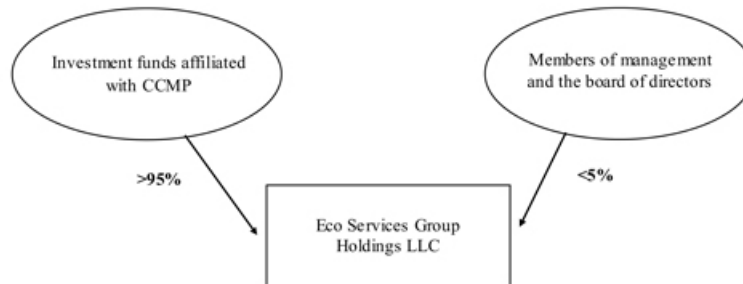 Investment funds affiliated
with CCMP
Members of management
and the board of directors
>95%
<5%
Eco Services Group
Holdings LLC